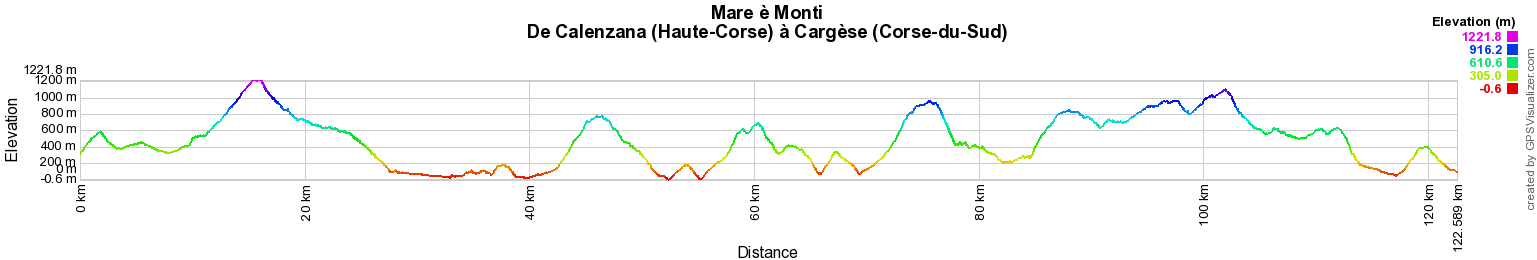 Mare è Monti
De Calenzana (Haute-Corse) à Cargèse (Corse-du-Sud)
Elevation (m)
1221.8
916.2
610.6
305.0
-0.6
1221.8 m
1200 m
1000 m
800 m
600 m
400 m
200 m
0 m
-0.6 m
Elevation
0 km
20 km
40 km
60 km
80 km
100 km
120 km
122.589 km
Distance
created by GPSVisualizer.com